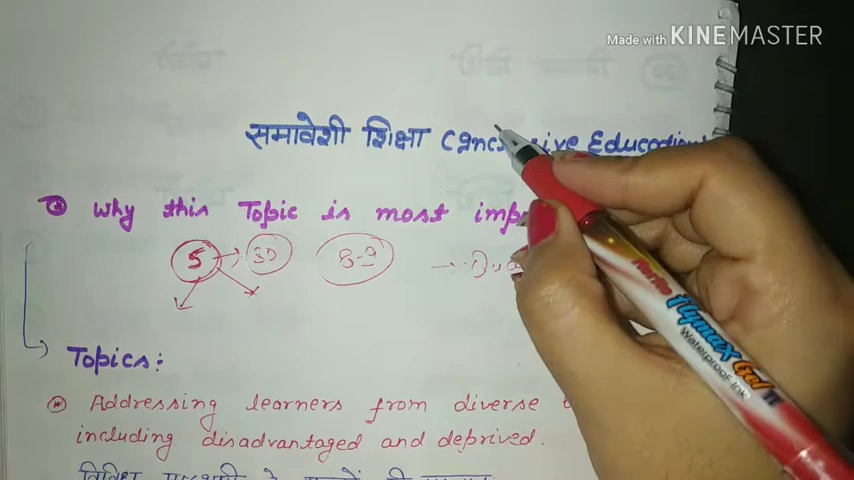 Made with KINEMASTER
समावेशी शिक्षा Education
Why this Topic is most
5 30 8-9
Topics:
Addressing learners from diverse
including disadvantaged and deprived.
विविध
Flymax Gel
Waterproof-Ink